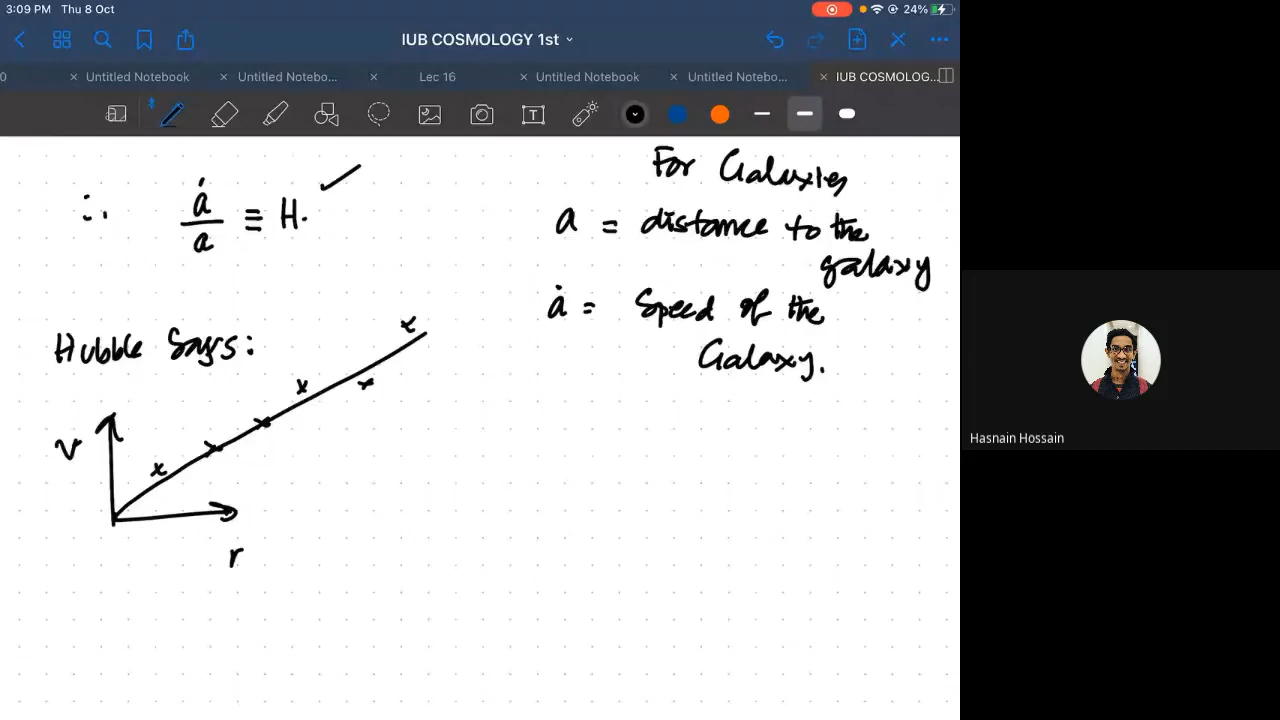 3:09 PM Thu 8 Oct 24%
IUB COSMOLOGY 1st
0 × Untitled Notebook × Untitled Notebo... × Lec 16 × Untitled Notebook × Untitled Notebo... × IUB COSMOLOG...
T
∴ ȧ/a ≡ H.
Hubble Says:
v
r
For Galaxies
a = distance to the
galaxy
ȧ = Speed of the
Galaxy.
Hasnain Hossain